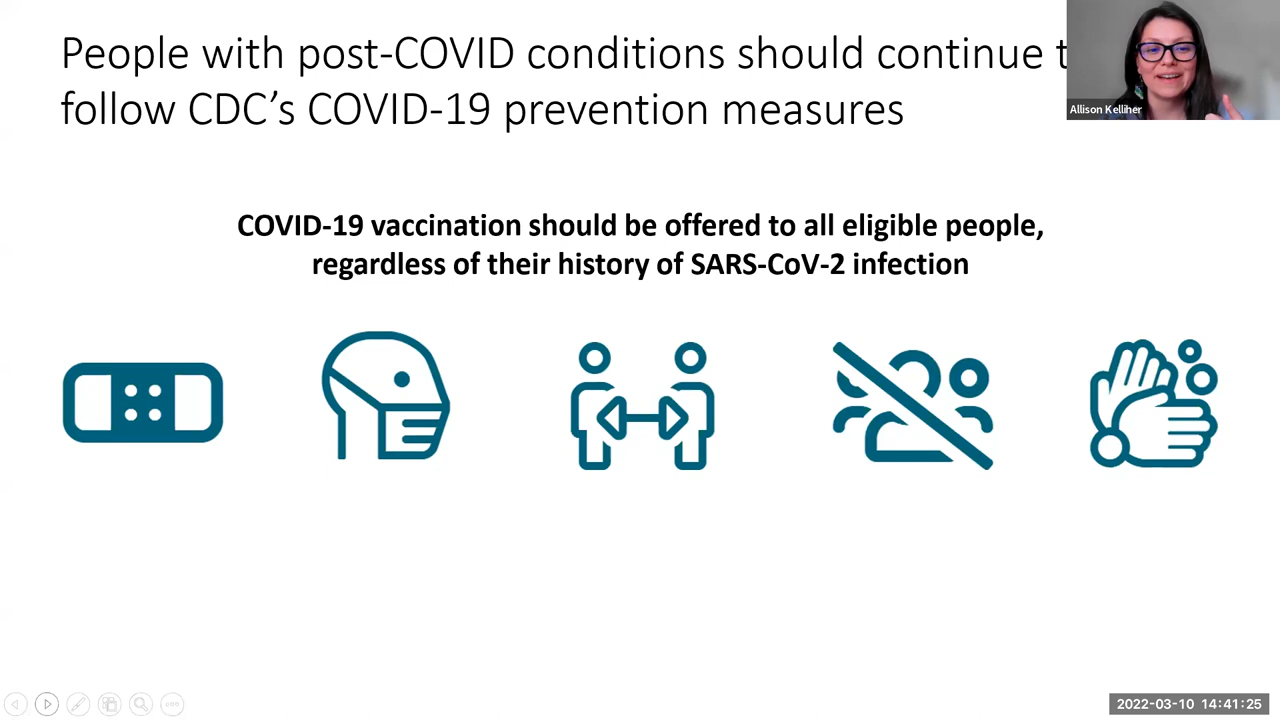 People with post-COVID conditions should continue t
follow CDC’s COVID-19 prevention measures
Allison Kelliher
COVID-19 vaccination should be offered to all eligible people,
regardless of their history of SARS-CoV-2 infection
2022-03-10 14:41:25